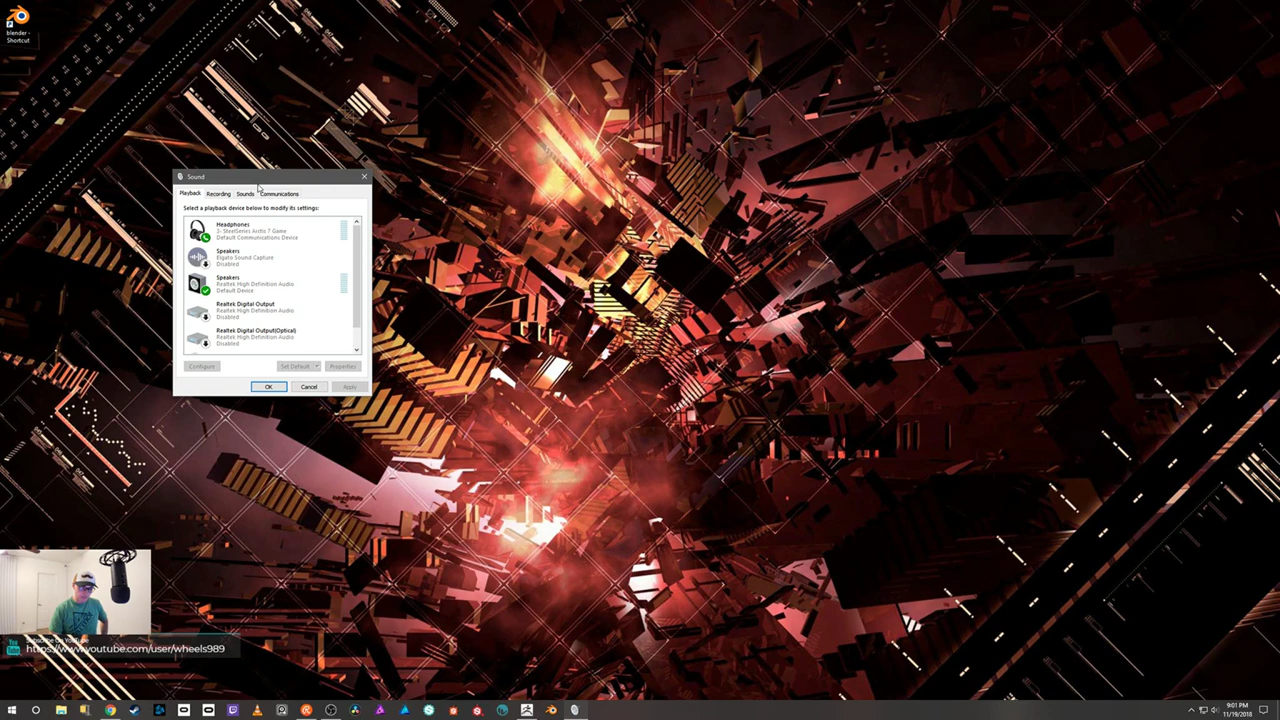 blender -
Shortcut
Sound
Playback
Recording
Sounds
Communications
Select a playback device below to modify its settings:
Headphones
2- SteelSeries Arctis 7 Game
Default Communications Device
Speakers
Elgato Sound Capture
Disabled
Speakers
Realtek High Definition Audio
Default Device
Realtek Digital Output
Realtek High Definition Audio
Disabled
Realtek Digital Output(Optical)
Realtek High Definition Audio
Disabled
Configure
Set Default
Properties
OK
Cancel
Apply
Subscribe On YouTube
https://www.youtube.com/user/wheels989
9:01 PM
11/19/2018